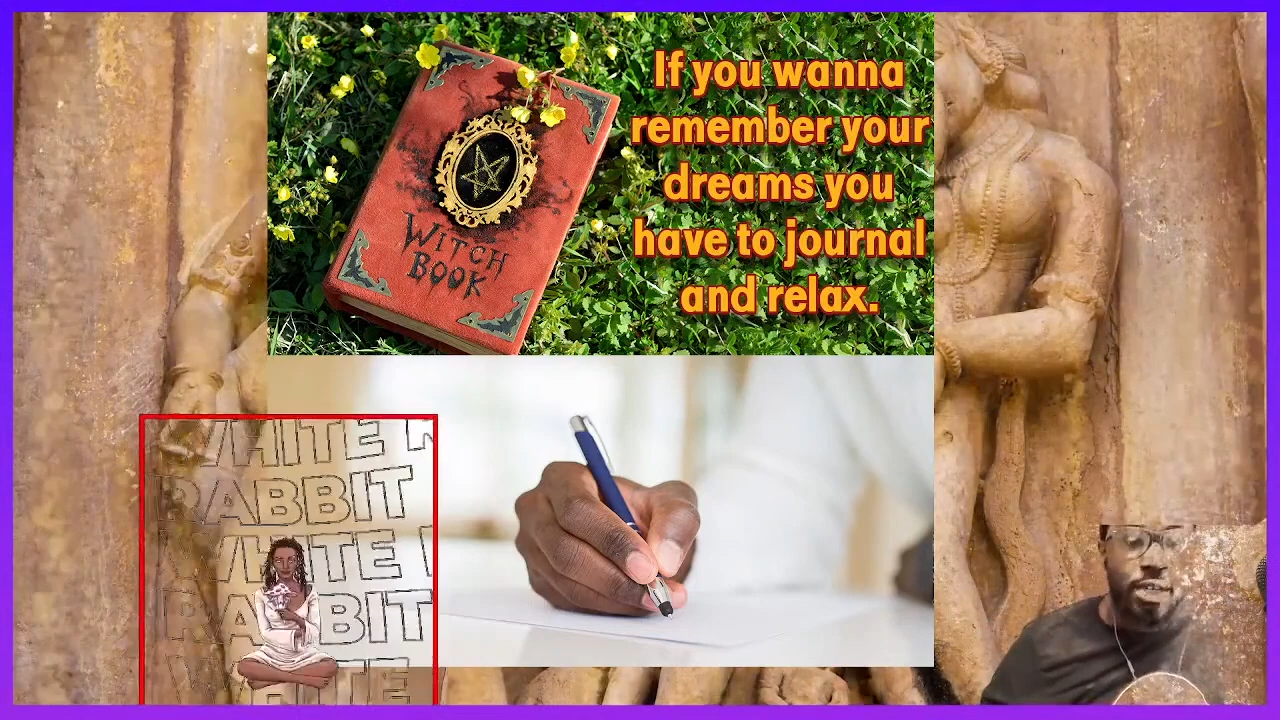 If you wanna
remember your
dreams you
have to journal
and relax.
WITCH
BOOK
WHITE
RABBIT
WHITE
RABBIT